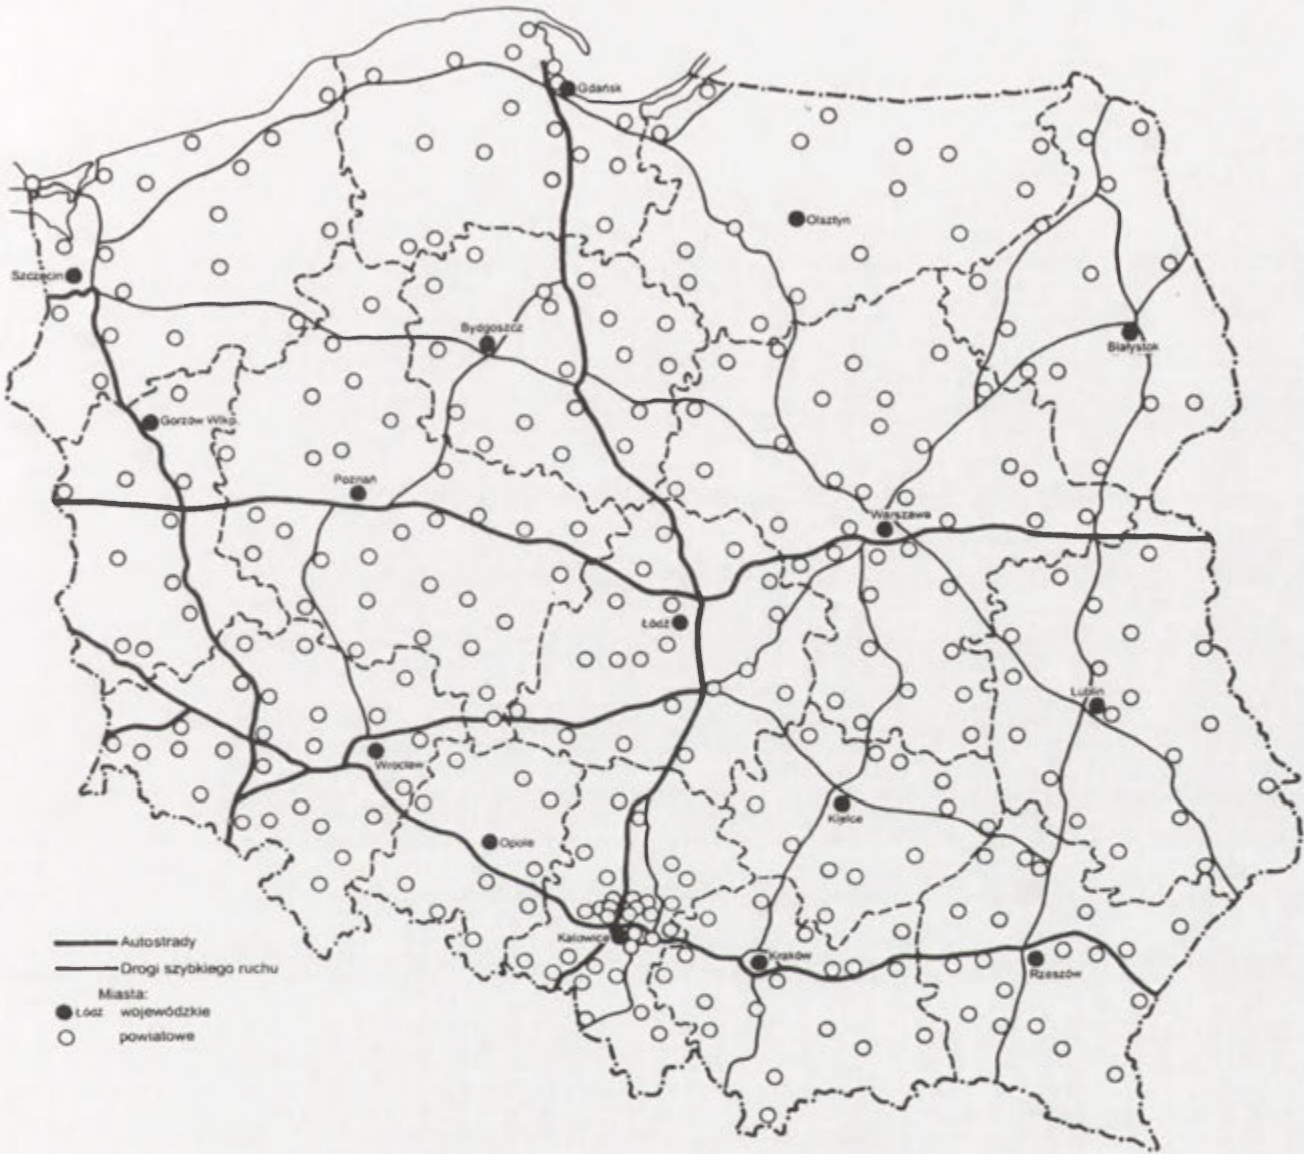 Gdańsk
Olsztyn
Szczecin
Bydgoszcz
Białystok
Gorzów Wlkp.
Poznań
Warszawa
Łódź
Lublin
Wrocław
Kielce
Opole
Katowice
Kraków
Rzeszów
Autostrady
Drogi szybkiego ruchu
Miasta:
Łódź wojewódzkie
powiatowe